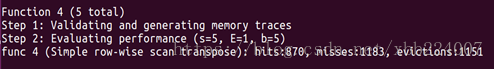 Function 4 (5 total)
Step 1: Validating and generating memory traces
Step 2: Evaluating performance (s=5, E=1, b=5)
func 4 (Simple row-wise scan transpose): hits:870, misses:1183, evictions:1151